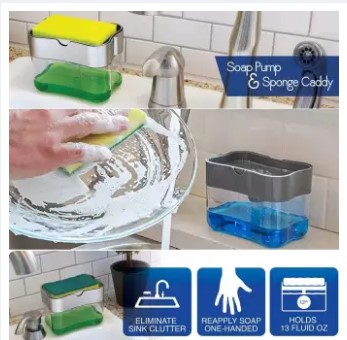 Soap Pump
& Sponge Caddy
ELIMINATE
SINK CLUTTER
REAPPLY SOAP
ONE-HANDED
HOLDS
13 FLUID OZ